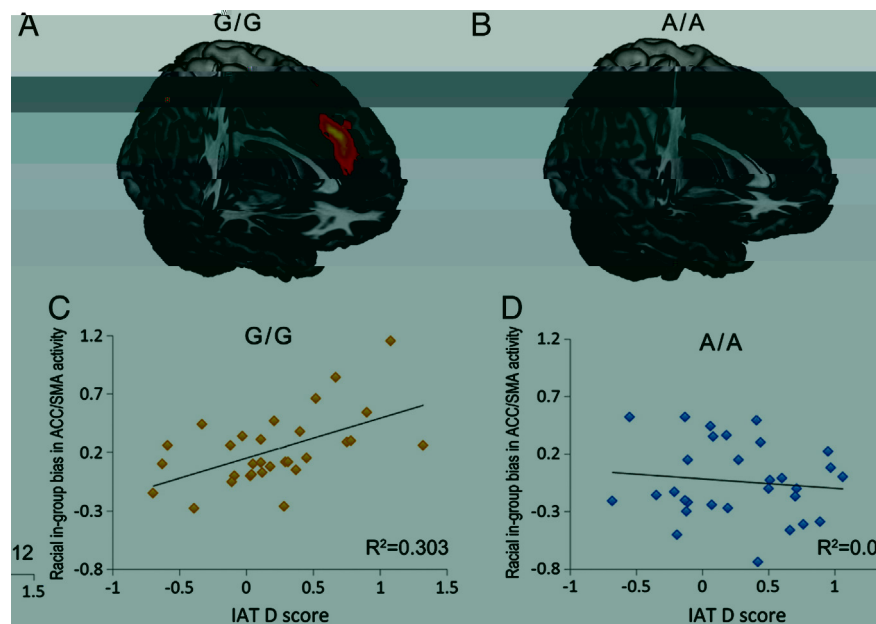 A
G/G
B
A/A
C
G/G
Racial in-group bias in ACC/SMA activity
1.2
0.7
0.2
-0.3
-0.8
R²=0.303
-1
-0.5
0
0.5
1
1.5
IAT D score
D
A/A
Racial in-group bias in ACC/SMA activity
1.2
0.7
0.2
-0.3
-0.8
R²=0.0
-1
-0.5
0
0.5
1
IAT D score
12
1.5